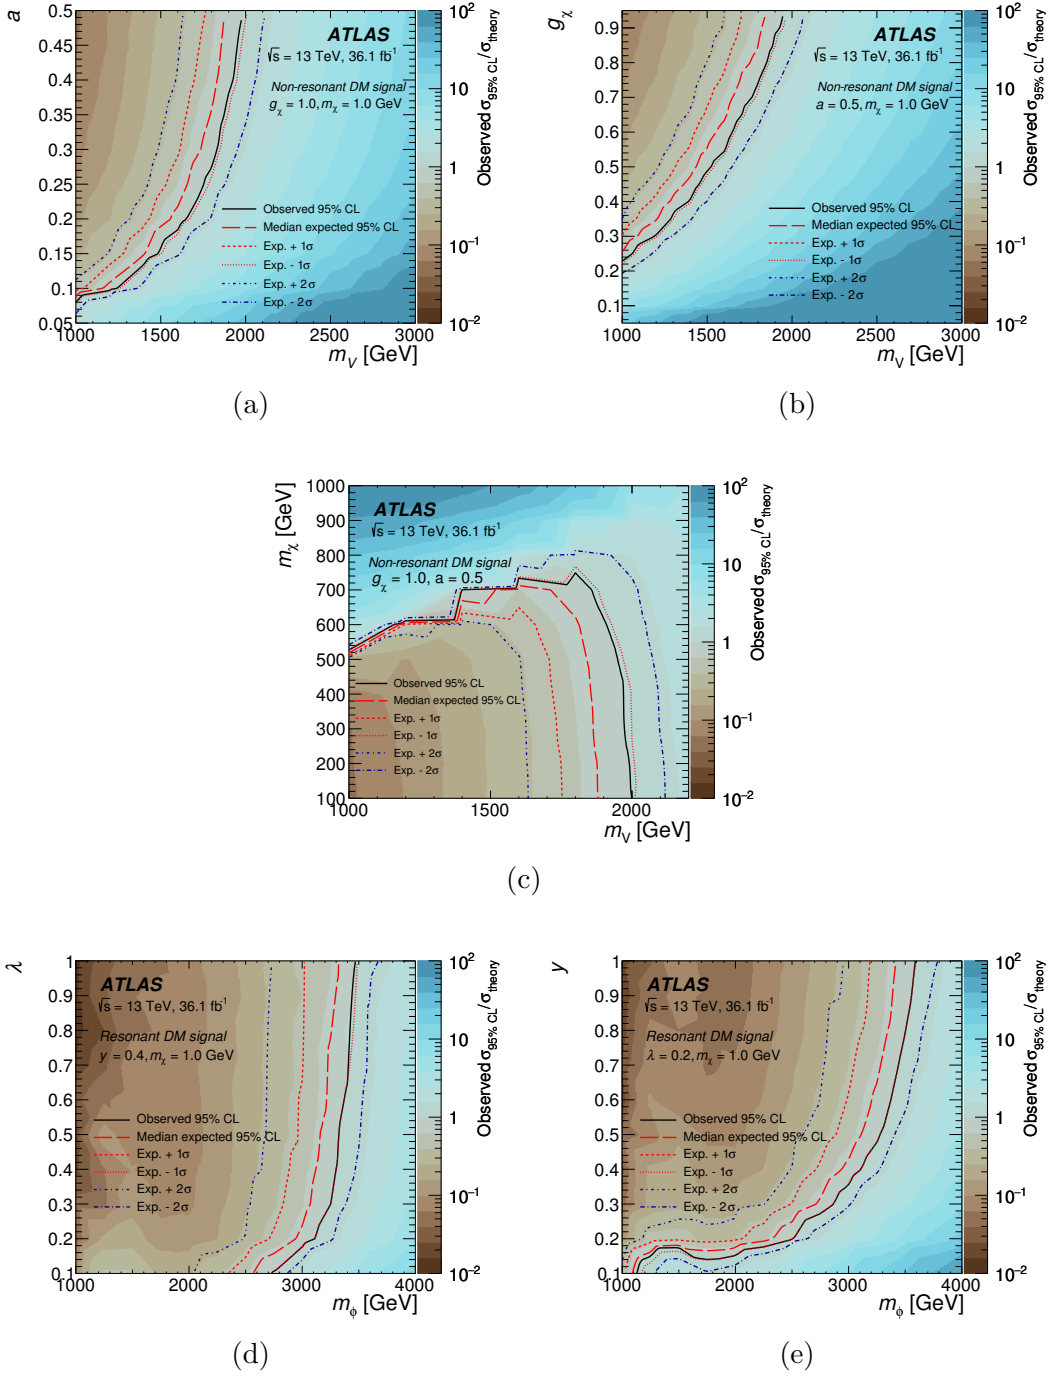 a
0.5
0.45
0.4
0.35
0.3
0.25
0.2
0.15
0.1
0.05
1000 1500 2000 2500 3000
m_V [GeV]
ATLAS
√s = 13 TeV, 36.1 fb⁻¹
Non-resonant DM signal
g_χ = 1.0, m_χ = 1.0 GeV
Observed 95% CL
Median expected 95% CL
Exp. + 1σ
Exp. - 1σ
Exp. + 2σ
Exp. - 2σ
10²
10
1
10⁻¹
10⁻²
Observed σ_95% CL/σ_theory
(a)
g_χ
0.9
0.8
0.7
0.6
0.5
0.4
0.3
0.2
0.1
1000 1500 2000 2500 3000
m_V [GeV]
ATLAS
√s = 13 TeV, 36.1 fb⁻¹
Non-resonant DM signal
a = 0.5, m_χ = 1.0 GeV
Observed 95% CL
Median expected 95% CL
Exp. + 1σ
Exp. - 1σ
Exp. + 2σ
Exp. - 2σ
10²
10
1
10⁻¹
10⁻²
Observed σ_95% CL/σ_theory
(b)
m_χ [GeV]
1000
900
800
700
600
500
400
300
200
100
1000 1500 2000
m_V [GeV]
ATLAS
√s = 13 TeV, 36.1 fb⁻¹
Non-resonant DM signal
g_χ = 1.0, a = 0.5
Observed 95% CL
Median expected 95% CL
Exp. + 1σ
Exp. - 1σ
Exp. + 2σ
Exp. - 2σ
10²
10
1
10⁻¹
10⁻²
Observed σ_95% CL/σ_theory
(c)
λ
1
0.9
0.8
0.7
0.6
0.5
0.4
0.3
0.2
0.1
1000 2000 3000 4000
m_ϕ [GeV]
ATLAS
√s = 13 TeV, 36.1 fb⁻¹
Resonant DM signal
y = 0.4, m_χ = 1.0 GeV
Observed 95% CL
Median expected 95% CL
Exp. + 1σ
Exp. - 1σ
Exp. + 2σ
Exp. - 2σ
10²
10
1
10⁻¹
10⁻²
Observed σ_95% CL/σ_theory
(d)
y
1
0.9
0.8
0.7
0.6
0.5
0.4
0.3
0.2
0.1
1000 2000 3000 4000
m_ϕ [GeV]
ATLAS
√s = 13 TeV, 36.1 fb⁻¹
Resonant DM signal
λ = 0.2, m_χ = 1.0 GeV
Observed 95% CL
Median expected 95% CL
Exp. + 1σ
Exp. - 1σ
Exp. + 2σ
Exp. - 2σ
10²
10
1
10⁻¹
10⁻²
Observed σ_95% CL/σ_theory
(e)